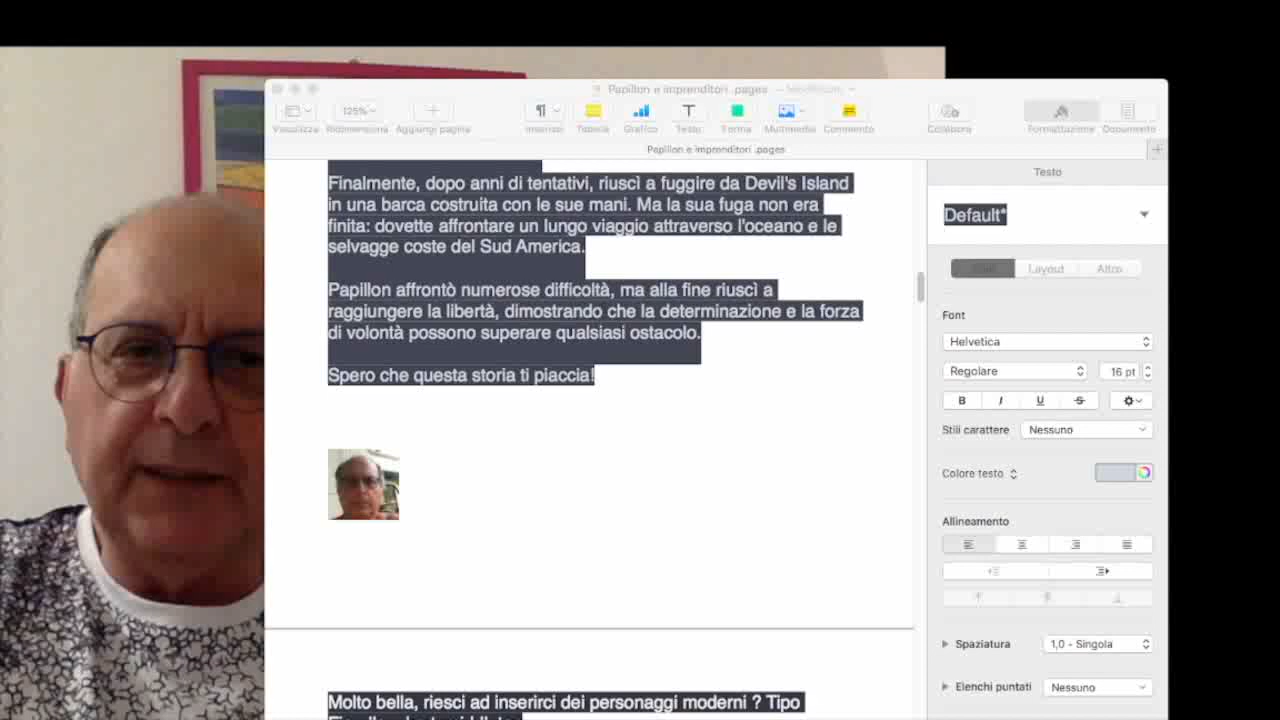 Papillon e imprenditori .pages
125%
Visualizza Ridimensiona Aggiungi pagina Inserisci Tabella Grafico Testo Forma Multimedia Commento Collabora Formattazione Documento
Papillon e imprenditori .pages
Finalmente, dopo anni di tentativi, riuscì a fuggire da Devil's Island
in una barca costruita con le sue mani. Ma la sua fuga non era
finita: dovette affrontare un lungo viaggio attraverso l'oceano e le
selvagge coste del Sud America.
Papillon affrontò numerose difficoltà, ma alla fine riuscì a
raggiungere la libertà, dimostrando che la determinazione e la forza
di volontà possono superare qualsiasi ostacolo.
Spero che questa storia ti piaccia!
Molto bella, riesci ad inserirci dei personaggi moderni ? Tipo
Testo
Default*
Layout Altro
Font
Helvetica
Regolare 16 pt
B I U S
Stili carattere Nessuno
Colore testo
Allineamento
Spaziatura 1,0 - Singola
Elenchi puntati Nessuno